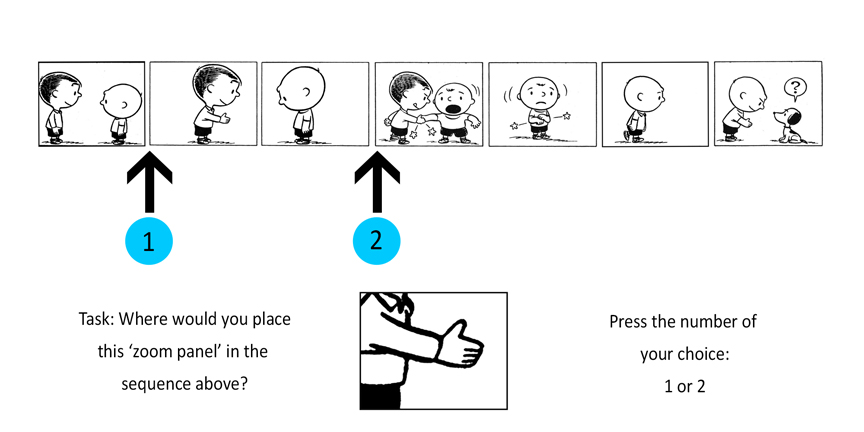 ?
1
2
Task: Where would you place
this ‘zoom panel’ in the
sequence above?
Press the number of
your choice:
1 or 2